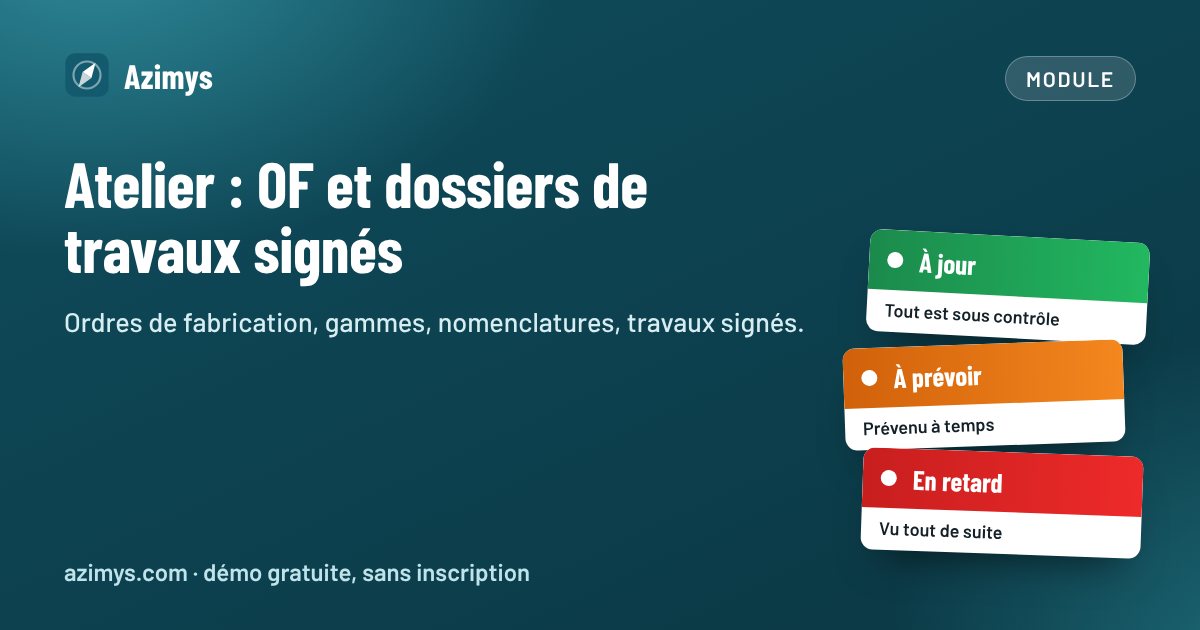 Azimys
MODULE
Atelier : OF et dossiers de
travaux signés
Ordres de fabrication, gammes, nomenclatures, travaux signés.
À jour
Tout est sous contrôle
À prévoir
Prévenu à temps
En retard
Vu tout de suite
azimys.com · démo gratuite, sans inscription